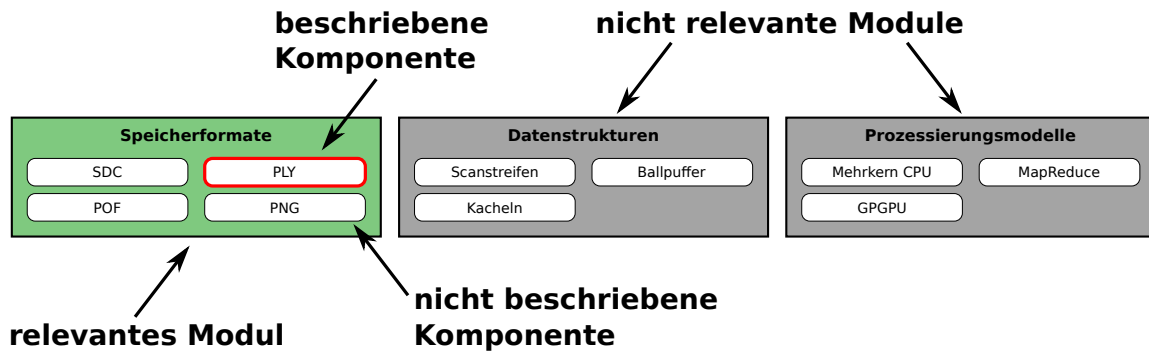 beschriebene
Komponente
nicht relevante Module
Speicherformate
SDC
PLY
POF
PNG
Datenstrukturen
Scanstreifen
Ballpuffer
Kacheln
Prozessierungsmodelle
Mehrkern CPU
MapReduce
GPGPU
relevantes Modul
nicht beschriebene
Komponente